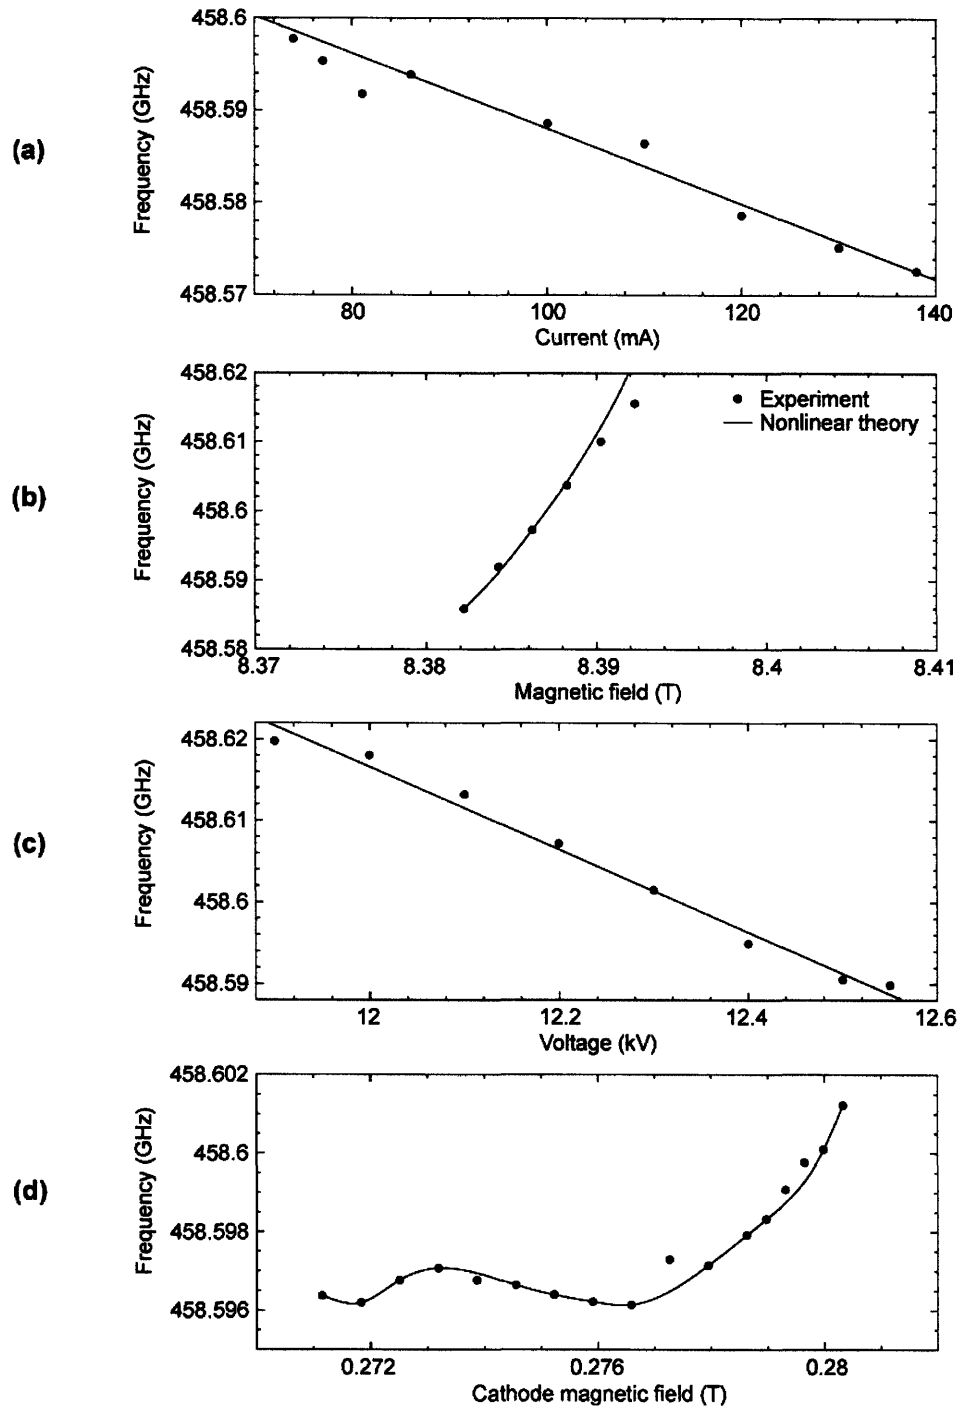 (a)
Frequency (GHz)
458.6
458.59
458.58
458.57
80 100 120 140
Current (mA)
(b)
Frequency (GHz)
458.62
458.61
458.6
458.59
458.58
Experiment
Nonlinear theory
8.37 8.38 8.39 8.4 8.41
Magnetic field (T)
(c)
Frequency (GHz)
458.62
458.61
458.6
458.59
12 12.2 12.4 12.6
Voltage (kV)
(d)
Frequency (GHz)
458.602
458.6
458.598
458.596
0.272 0.276 0.28
Cathode magnetic field (T)